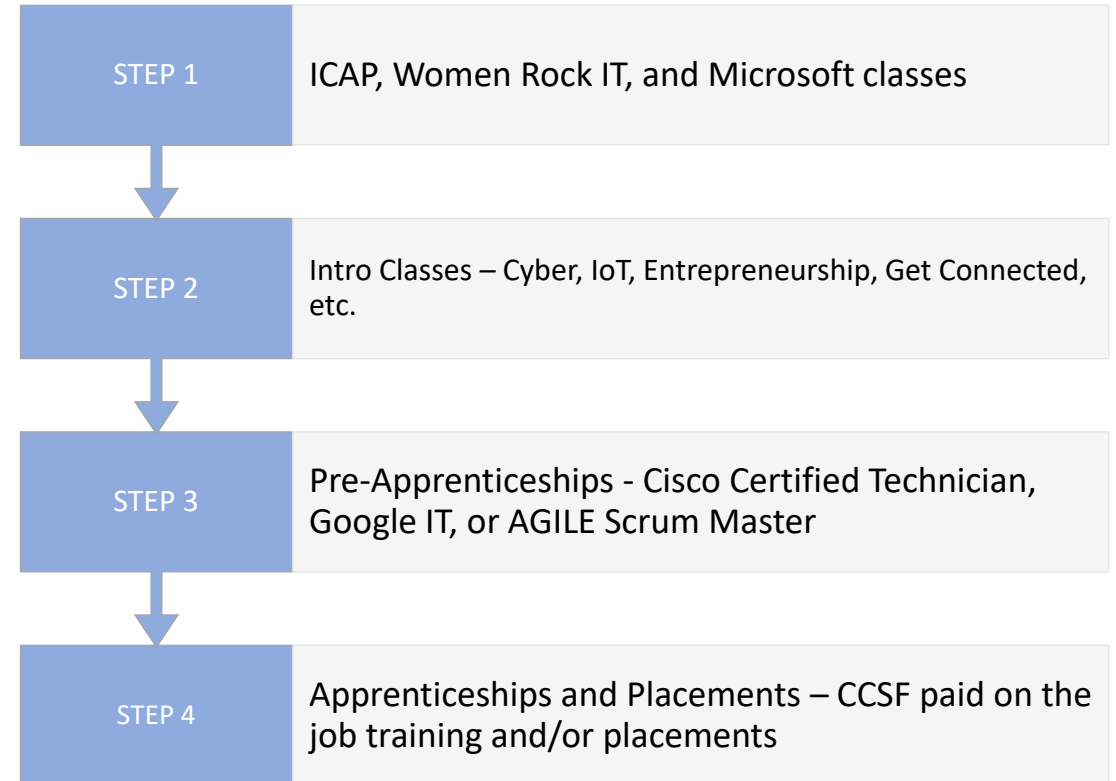 STEP 1
ICAP, Women Rock IT, and Microsoft classes
STEP 2
Intro Classes – Cyber, IoT, Entrepreneurship, Get Connected,
etc.
STEP 3
Pre-Apprenticeships - Cisco Certified Technician,
Google IT, or AGILE Scrum Master
STEP 4
Apprenticeships and Placements – CCSF paid on the
job training and/or placements